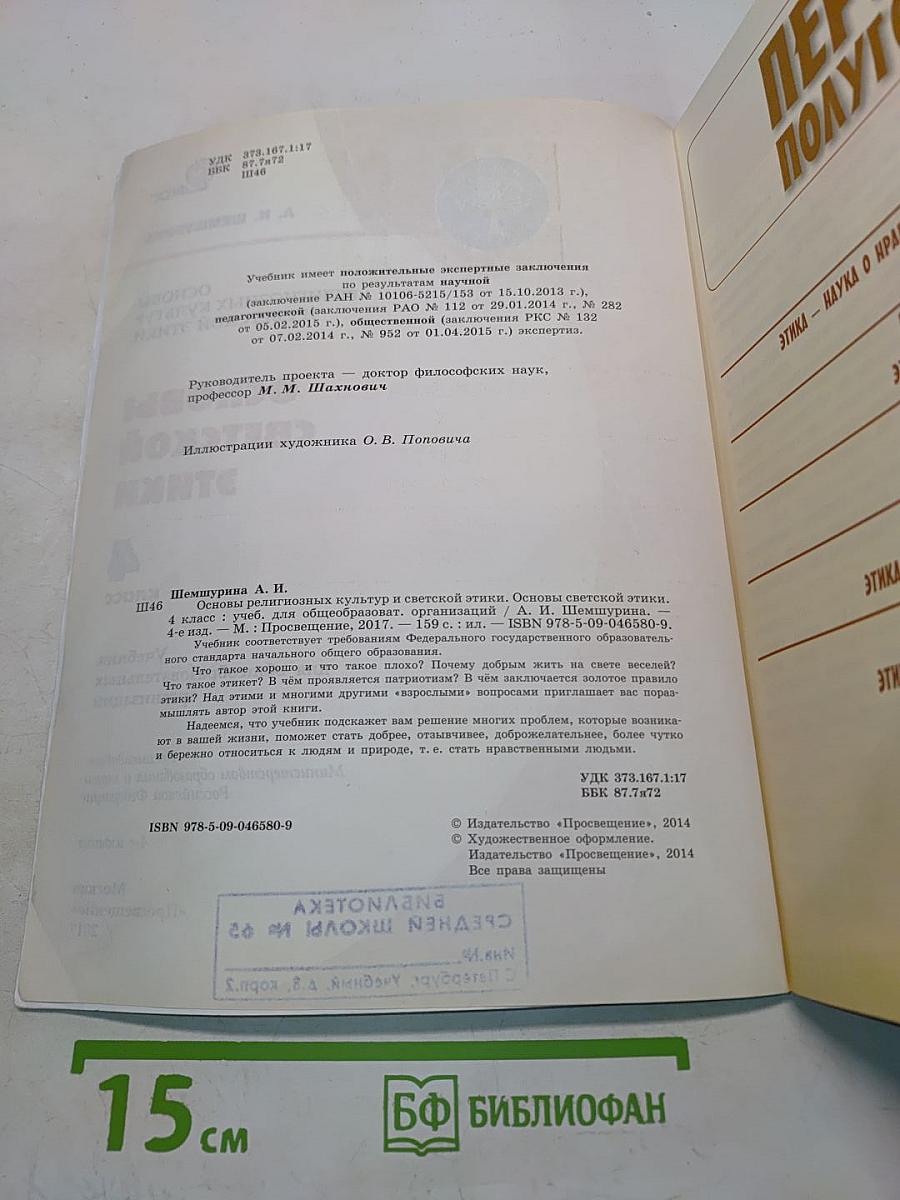 УДК 373.167.1:17
ББК 87.7я72
Ш46
Учебник имеет положительные экспертные заключения
по результатам научной
(заключение РАН № 10106-5215/153 от 15.10.2013 г.),
педагогической (заключения РАО № 112 от 29.01.2014 г., № 282
от 05.02.2015 г.), общественной (заключения РКС № 132
от 07.02.2014 г., № 952 от 01.04.2015 г.) экспертиз.
Руководитель проекта — доктор философских наук,
профессор М. М. Шахнович
Иллюстрации художника О. В. Поповича
Шемшурина А. И.
Ш46 Основы религиозных культур и светской этики. Основы светской этики.
4 класс : учеб. для общеобразоват. организаций / А. И. Шемшурина. —
4-е изд. — М. : Просвещение, 2017. — 159 с. : ил. — ISBN 978-5-09-046580-9.
Учебник соответствует требованиям Федерального государственного образователь-
ного стандарта начального общего образования.
Что такое хорошо и что такое плохо? Почему добрым жить на свете веселей?
Что такое этикет? В чём проявляется патриотизм? В чём заключается золотое правило
этики? Над этими и многими другими «взрослыми» вопросами приглашает вас пораз-
мышлять автор этой книги.
Надеемся, что учебник подскажет вам решение многих проблем, которые возника-
ют в вашей жизни, поможет стать добрее, отзывчивее, доброжелательнее, более чутко
и бережно относиться к людям и природе, т. е. стать нравственными людьми.
УДК 373.167.1:17
ББК 87.7я72
ISBN 978-5-09-046580-9
© Издательство «Просвещение», 2014
© Художественное оформление.
Издательство «Просвещение», 2014
Все права защищены
БИБЛИОТЕКА
СРЕДНЕЙ ШКОЛЫ № 65
Инв.№
С.Петербург, Учебный, д.8, корп.2
ЭТИКА — НАУКА О
15 см
БФ БИБЛИОФАН